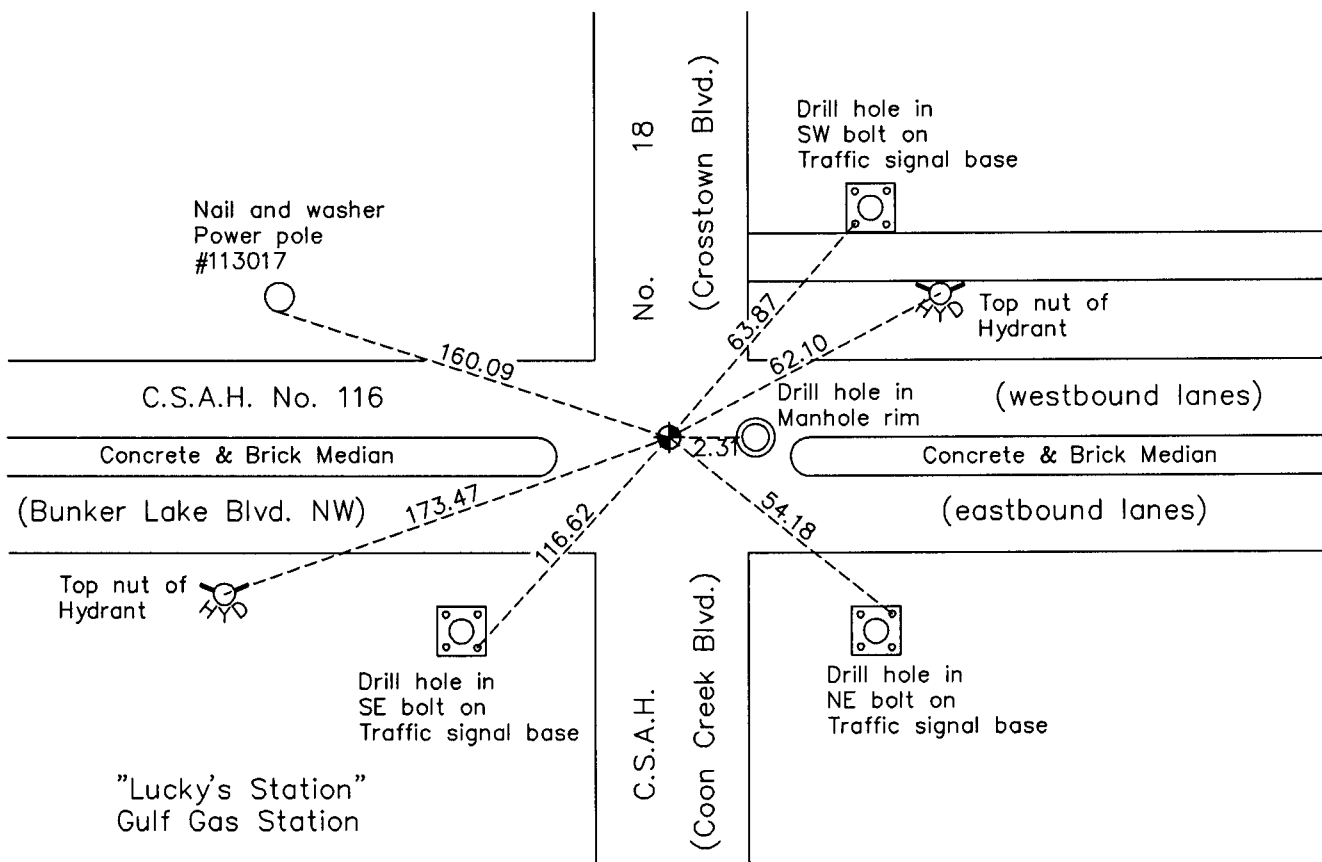 No. 18
(Crosstown Blvd.)
Drill hole in
SW bolt on
Traffic signal base
Nail and washer
Power pole
#113017
63.87
HYD
Top nut of
Hydrant
160.09
62.10
C.S.A.H. No. 116
Drill hole in
Manhole rim
(westbound lanes)
2.31
Concrete & Brick Median
Concrete & Brick Median
(Bunker Lake Blvd. NW)
173.47
116.62
54.18
(eastbound lanes)
Top nut of
Hydrant
HYD
C.S.A.H.
(Coon Creek Blvd.)
Drill hole in
SE bolt on
Traffic signal base
Drill hole in
NE bolt on
Traffic signal base
"Lucky's Station"
Gulf Gas Station